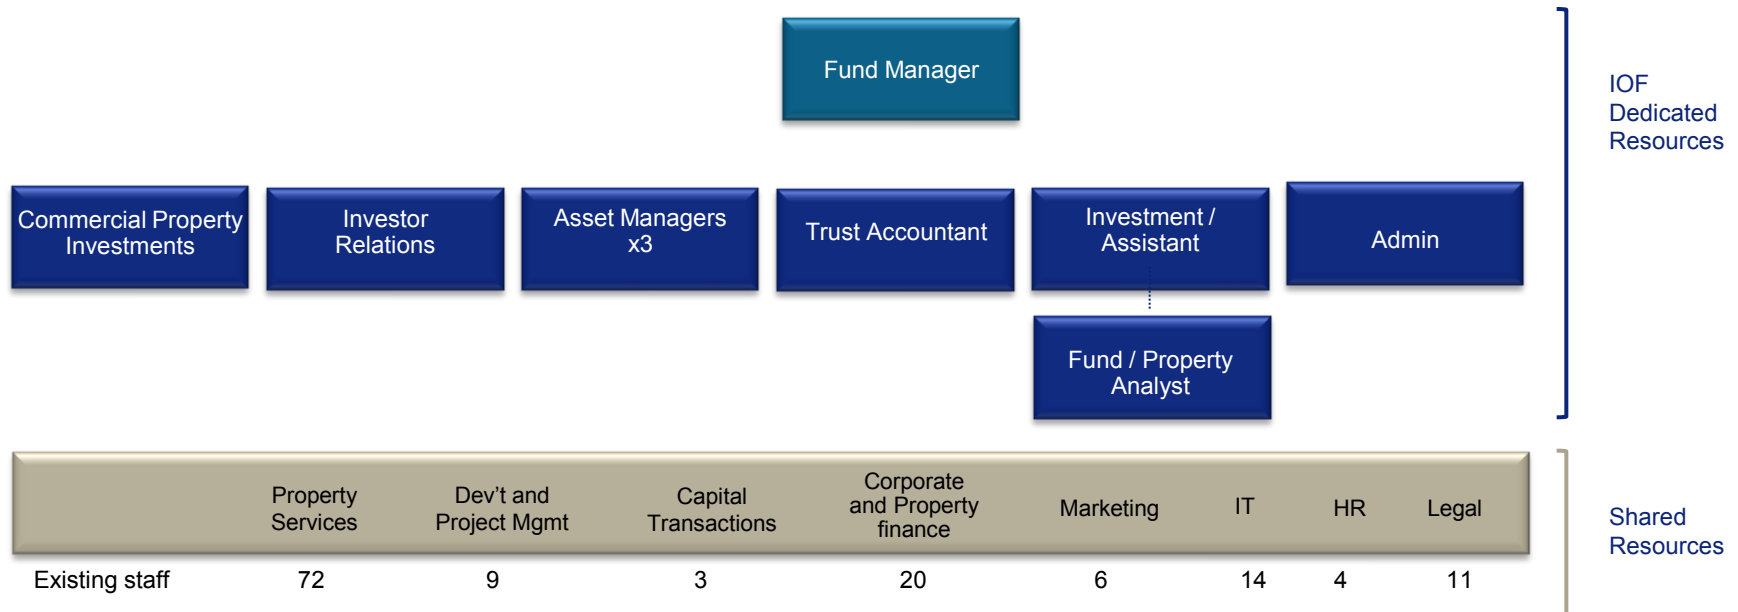 Fund Manager
IOF
Dedicated
Resources
Commercial Property
Investments
Investor
Relations
Asset Managers
x3
Trust Accountant
Investment /
Assistant
Admin
Fund / Property
Analyst
Property
Services
Dev't and
Project Mgmt
Capital
Transactions
Corporate
and Property
finance
Marketing
IT
HR
Legal
Shared
Resources
Existing staff 72 9 3 20 6 14 4 11